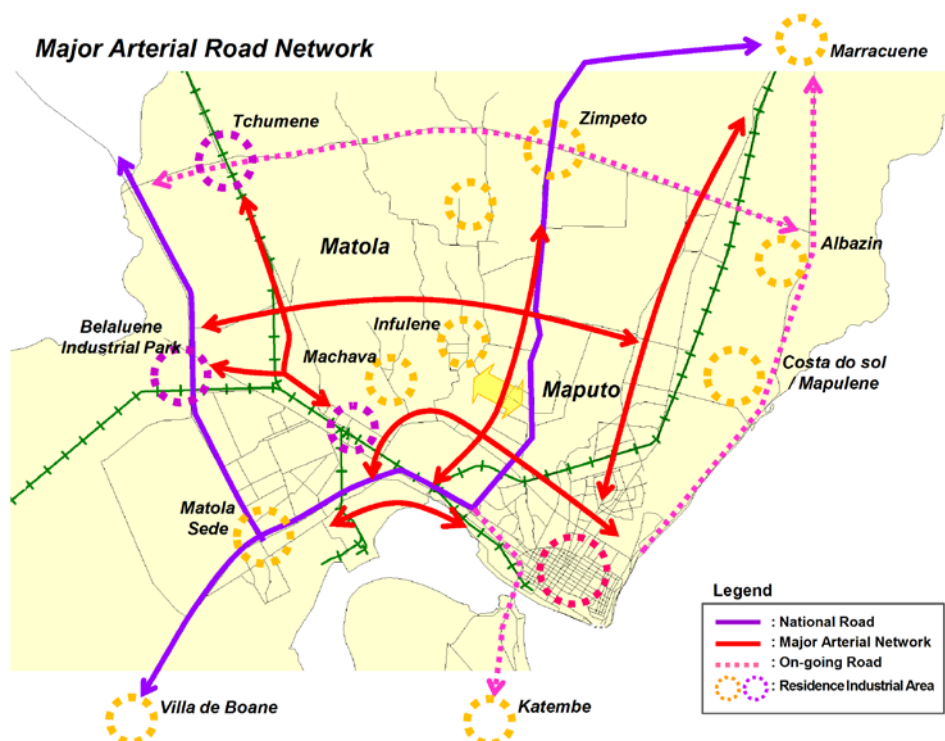 Major Arterial Road Network
Marracuene
Tchumene
Zimpeto
Matola
Albazin
Belaluene
Industrial Park
Infulene
Machava
Costa do sol
/ Mapulene
Maputo
Matola
Sede
Villa de Boane
Katembe
Legend
: National Road
: Major Arterial Network
: On-going Road
: Residence Industrial Area